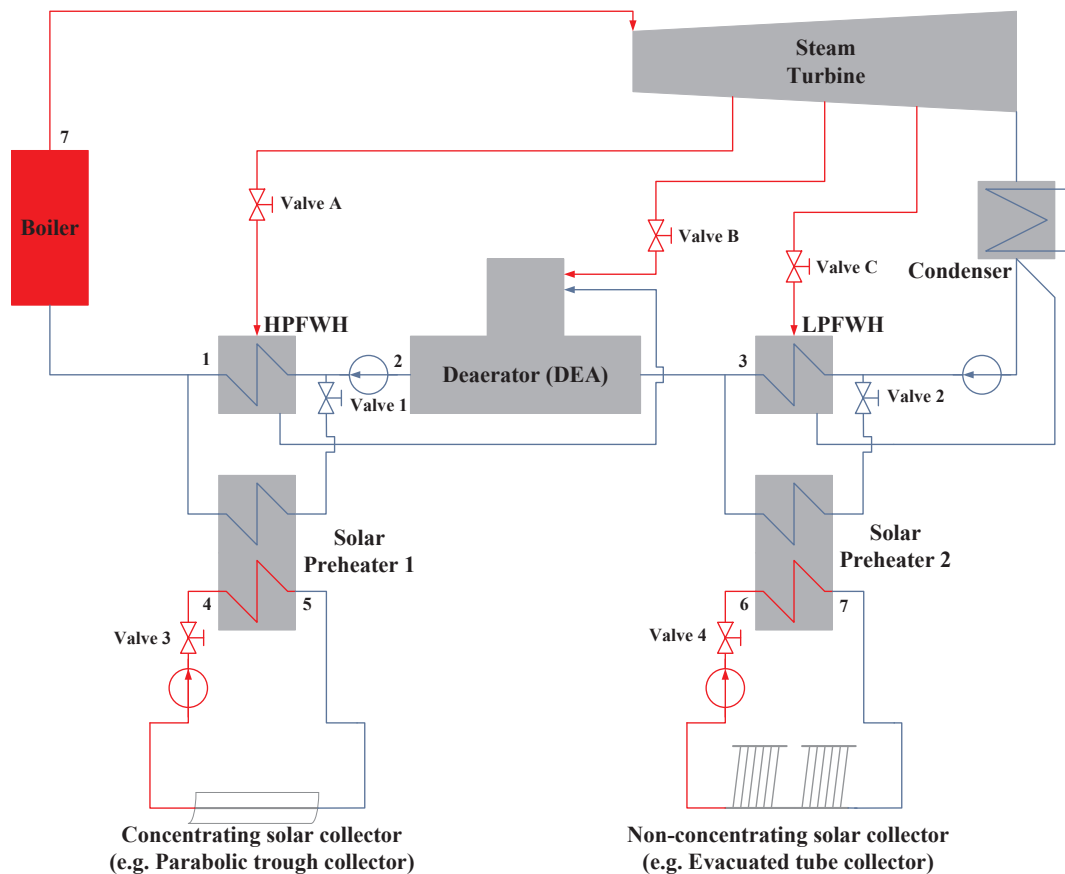 Steam
Turbine
7
Valve A
Boiler
Valve B
Valve C
Condenser
HPFWH
LPFWH
1
2
Deaerator (DEA)
3
Valve 1
Valve 2
Solar
Preheater 1
Solar
Preheater 2
4
5
6
7
Valve 3
Valve 4
Concentrating solar collector
(e.g. Parabolic trough collector)
Non-concentrating solar collector
(e.g. Evacuated tube collector)